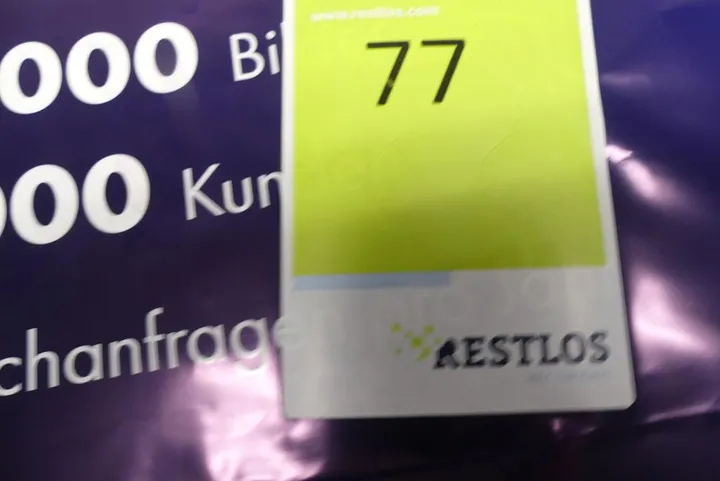 www.restlos.com
77
000 Bi
000 Kun
chanfrage
RESTLOS